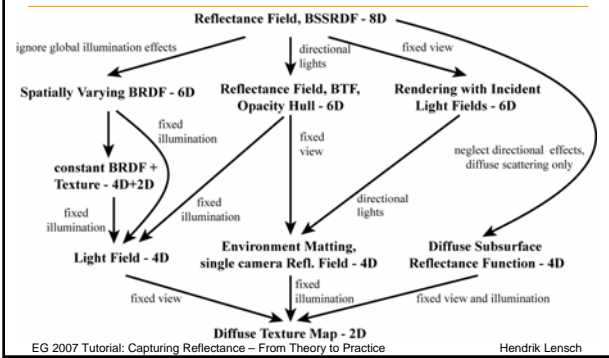 Reflectance Field, BSSRDF - 8D
ignore global illumination effects
directional
lights
fixed view
Spatially Varying BRDF - 6D
Reflectance Field, BTF,
Opacity Hull - 6D
Rendering with Incident
Light Fields - 6D
fixed
illumination
fixed
view
neglect directional effects,
diffuse scattering only
constant BRDF +
Texture - 4D+2D
fixed
illumination
fixed
illumination
directional
lights
Light Field - 4D
Environment Matting,
single camera Refl. Field - 4D
Diffuse Subsurface
Reflectance Function - 4D
fixed view
fixed
illumination
fixed view and illumination
Diffuse Texture Map - 2D
EG 2007 Tutorial: Capturing Reflectance – From Theory to Practice
Hendrik Lensch